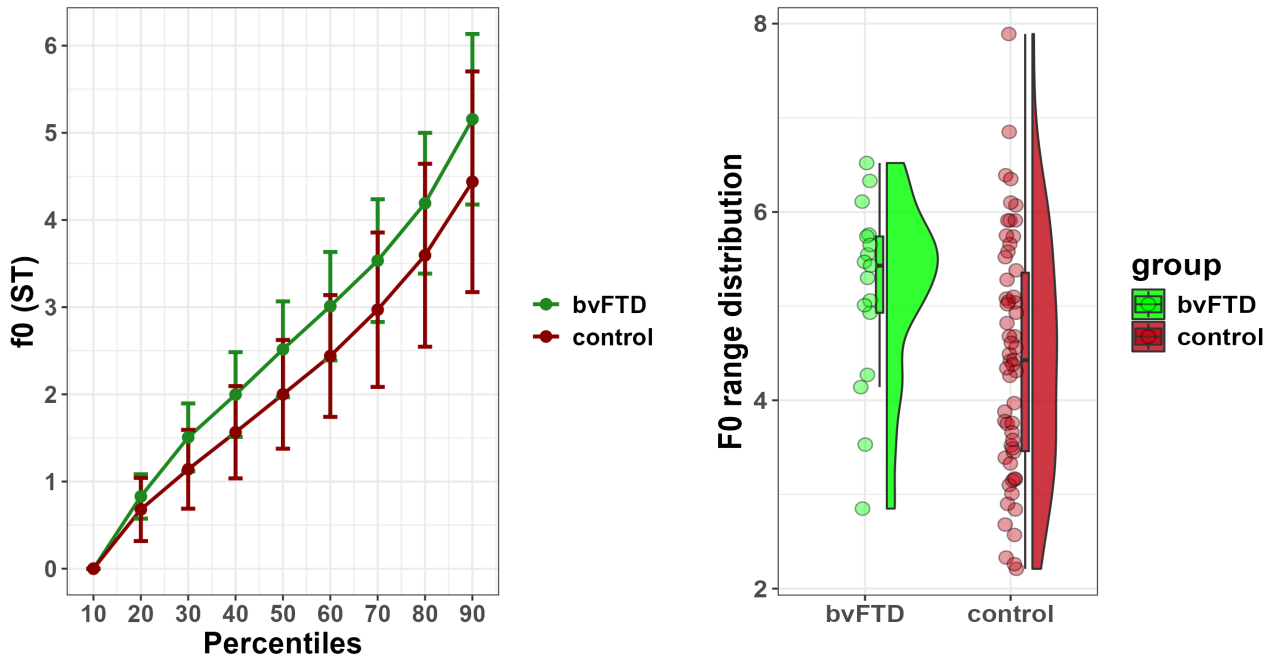 f0 (ST)
6
5
4
3
2
1
0
10 20 30 40 50 60 70 80 90
Percentiles
bvFTD
control
F0 range distribution
8
6
4
2
bvFTD control
group
bvFTD
control